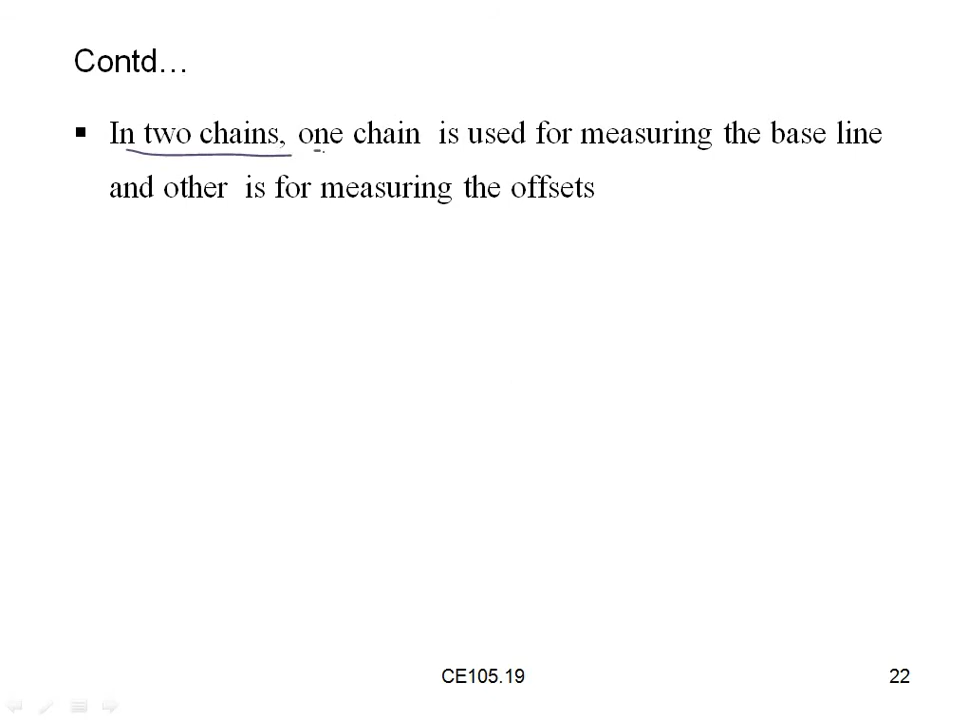 Contd…
▪ In two chains, one chain is used for measuring the base line
and other is for measuring the offsets
CE105.19
22